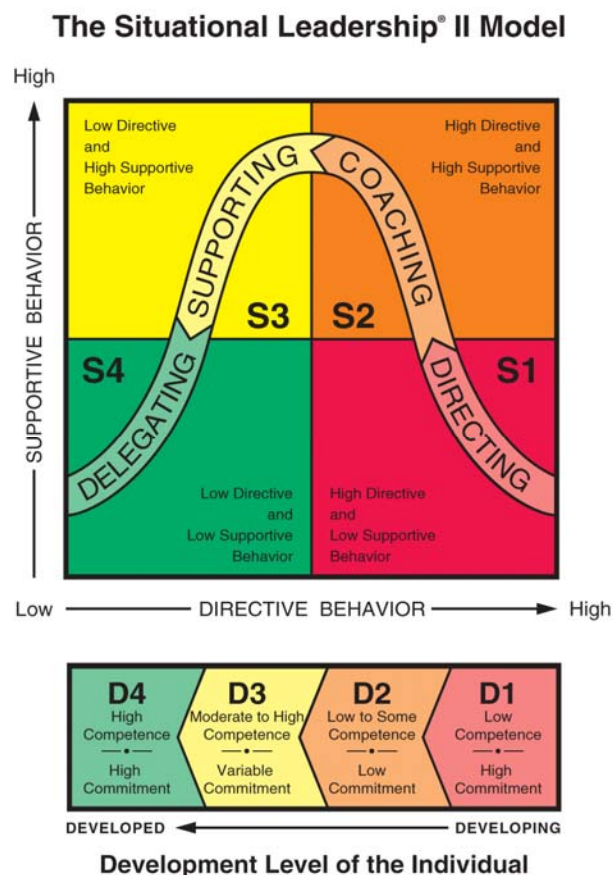 The Situational Leadership® II Model
High
SUPPORTIVE BEHAVIOR
Low Directive
and
High Supportive
Behavior
High Directive
and
High Supportive
Behavior
SUPPORTING
COACHING
S3
S2
S4
S1
DELEGATING
DIRECTING
Low Directive
and
Low Supportive
Behavior
High Directive
and
Low Supportive
Behavior
Low
DIRECTIVE BEHAVIOR
High
D4
High
Competence
High
Commitment
D3
Moderate to High
Competence
Variable
Commitment
D2
Low to Some
Competence
Low
Commitment
D1
Low
Competence
High
Commitment
DEVELOPED
DEVELOPING
Development Level of the Individual